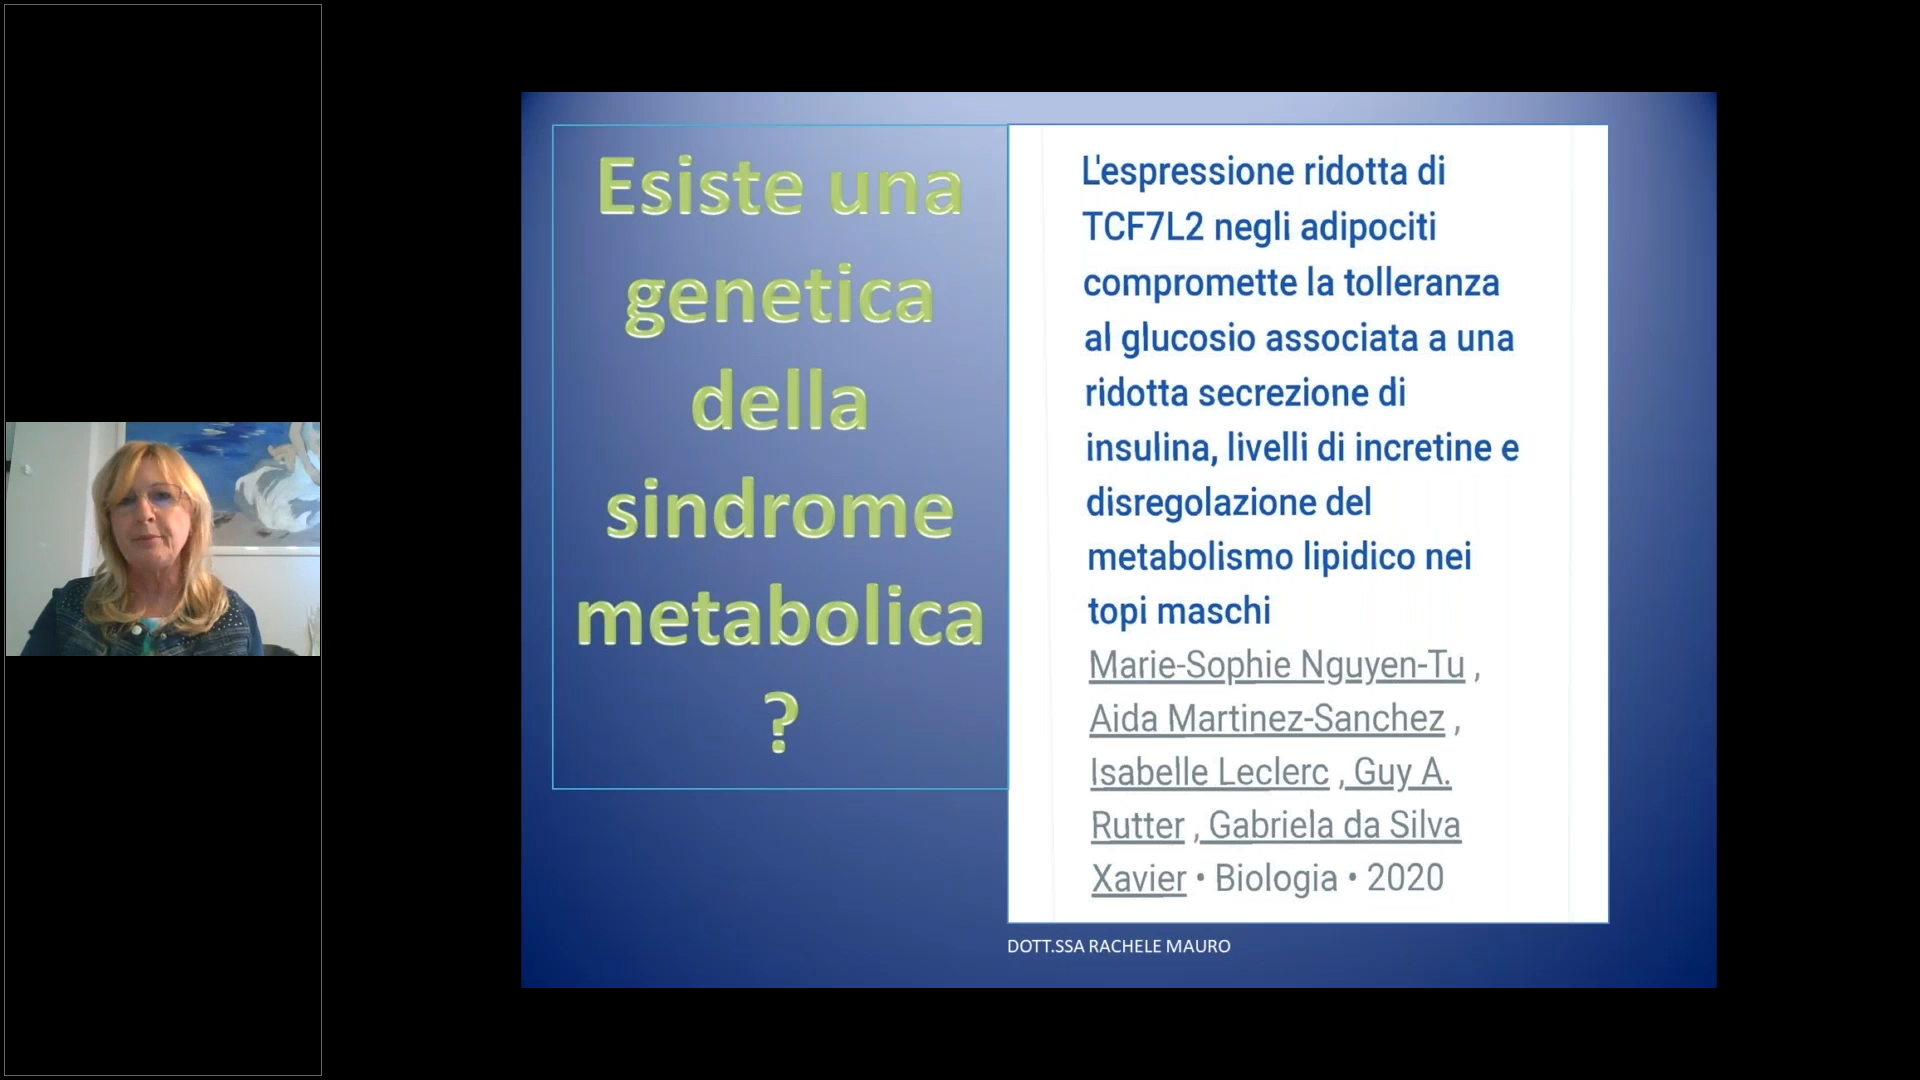 Esiste una
genetica
della
sindrome
metabolica
?
L'espressione ridotta di
TCF7L2 negli adipociti
compromette la tolleranza
al glucosio associata a una
ridotta secrezione di
insulina, livelli di incretine e
disregolazione del
metabolismo lipidico nei
topi maschi
Marie-Sophie Nguyen-Tu ,
Aida Martinez-Sanchez ,
Isabelle Leclerc , Guy A.
Rutter , Gabriela da Silva
Xavier • Biologia • 2020
DOTT.SSA RACHELE MAURO